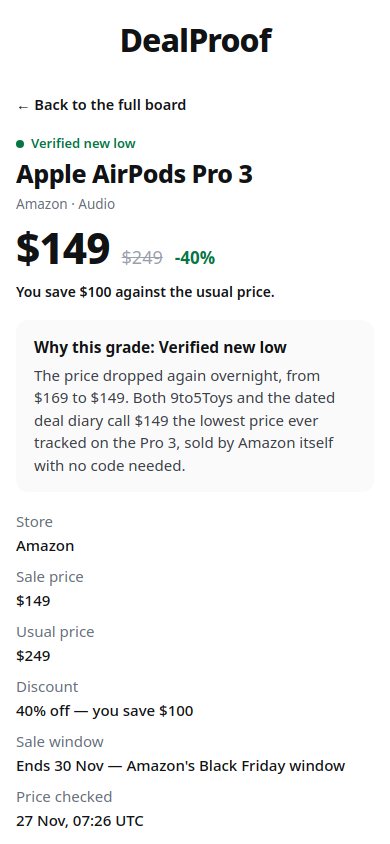 DealProof
← Back to the full board
Verified new low
Apple AirPods Pro 3
Amazon · Audio
$149 $249 -40%
You save $100 against the usual price.
Why this grade: Verified new low
The price dropped again overnight, from
$169 to $149. Both 9to5Toys and the dated
deal diary call $149 the lowest price ever
tracked on the Pro 3, sold by Amazon itself
with no code needed.
Store
Amazon
Sale price
$149
Usual price
$249
Discount
40% off — you save $100
Sale window
Ends 30 Nov — Amazon's Black Friday window
Price checked
27 Nov, 07:26 UTC